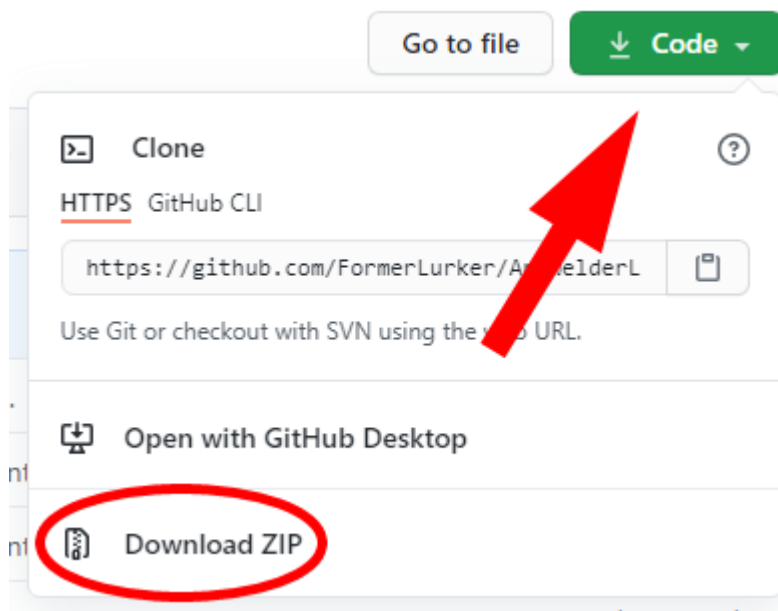 Go to file
Code
Clone
HTTPS GitHub CLI
https://github.com/FormerLurker/
Use Git or checkout with SVN using the URL.
Open with GitHub Desktop
Download ZIP